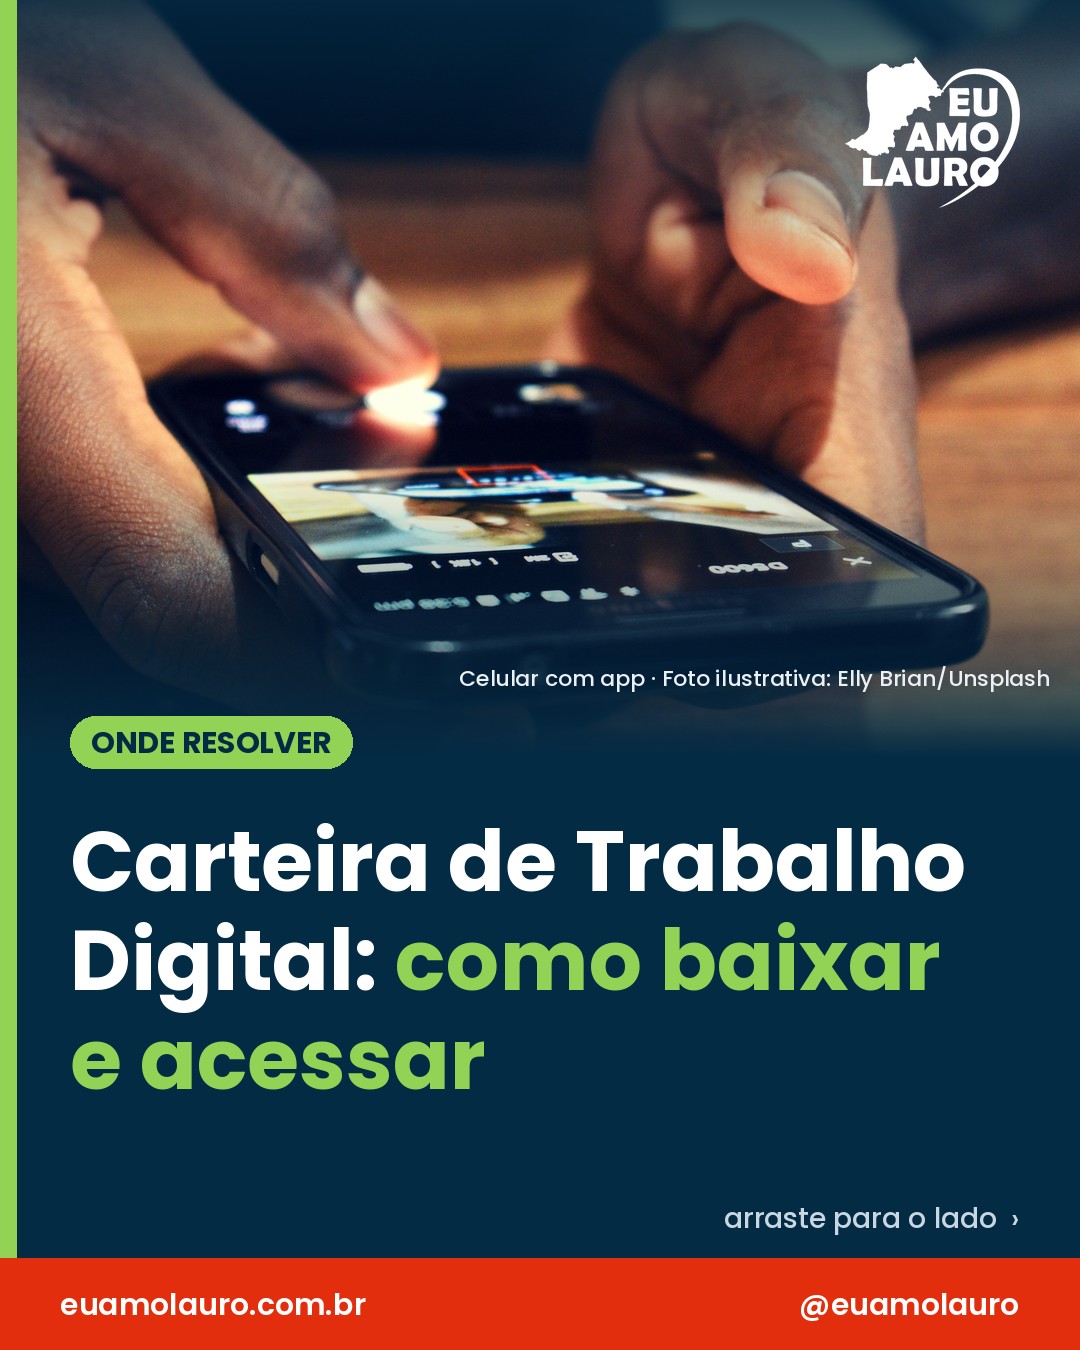 EU
AMO
LAURO
D5600
Celular com app · Foto ilustrativa: Elly Brian/Unsplash
ONDE RESOLVER
Carteira de Trabalho
Digital: como baixar
e acessar
arraste para o lado ›
euamolauro.com.br
@euamolauro